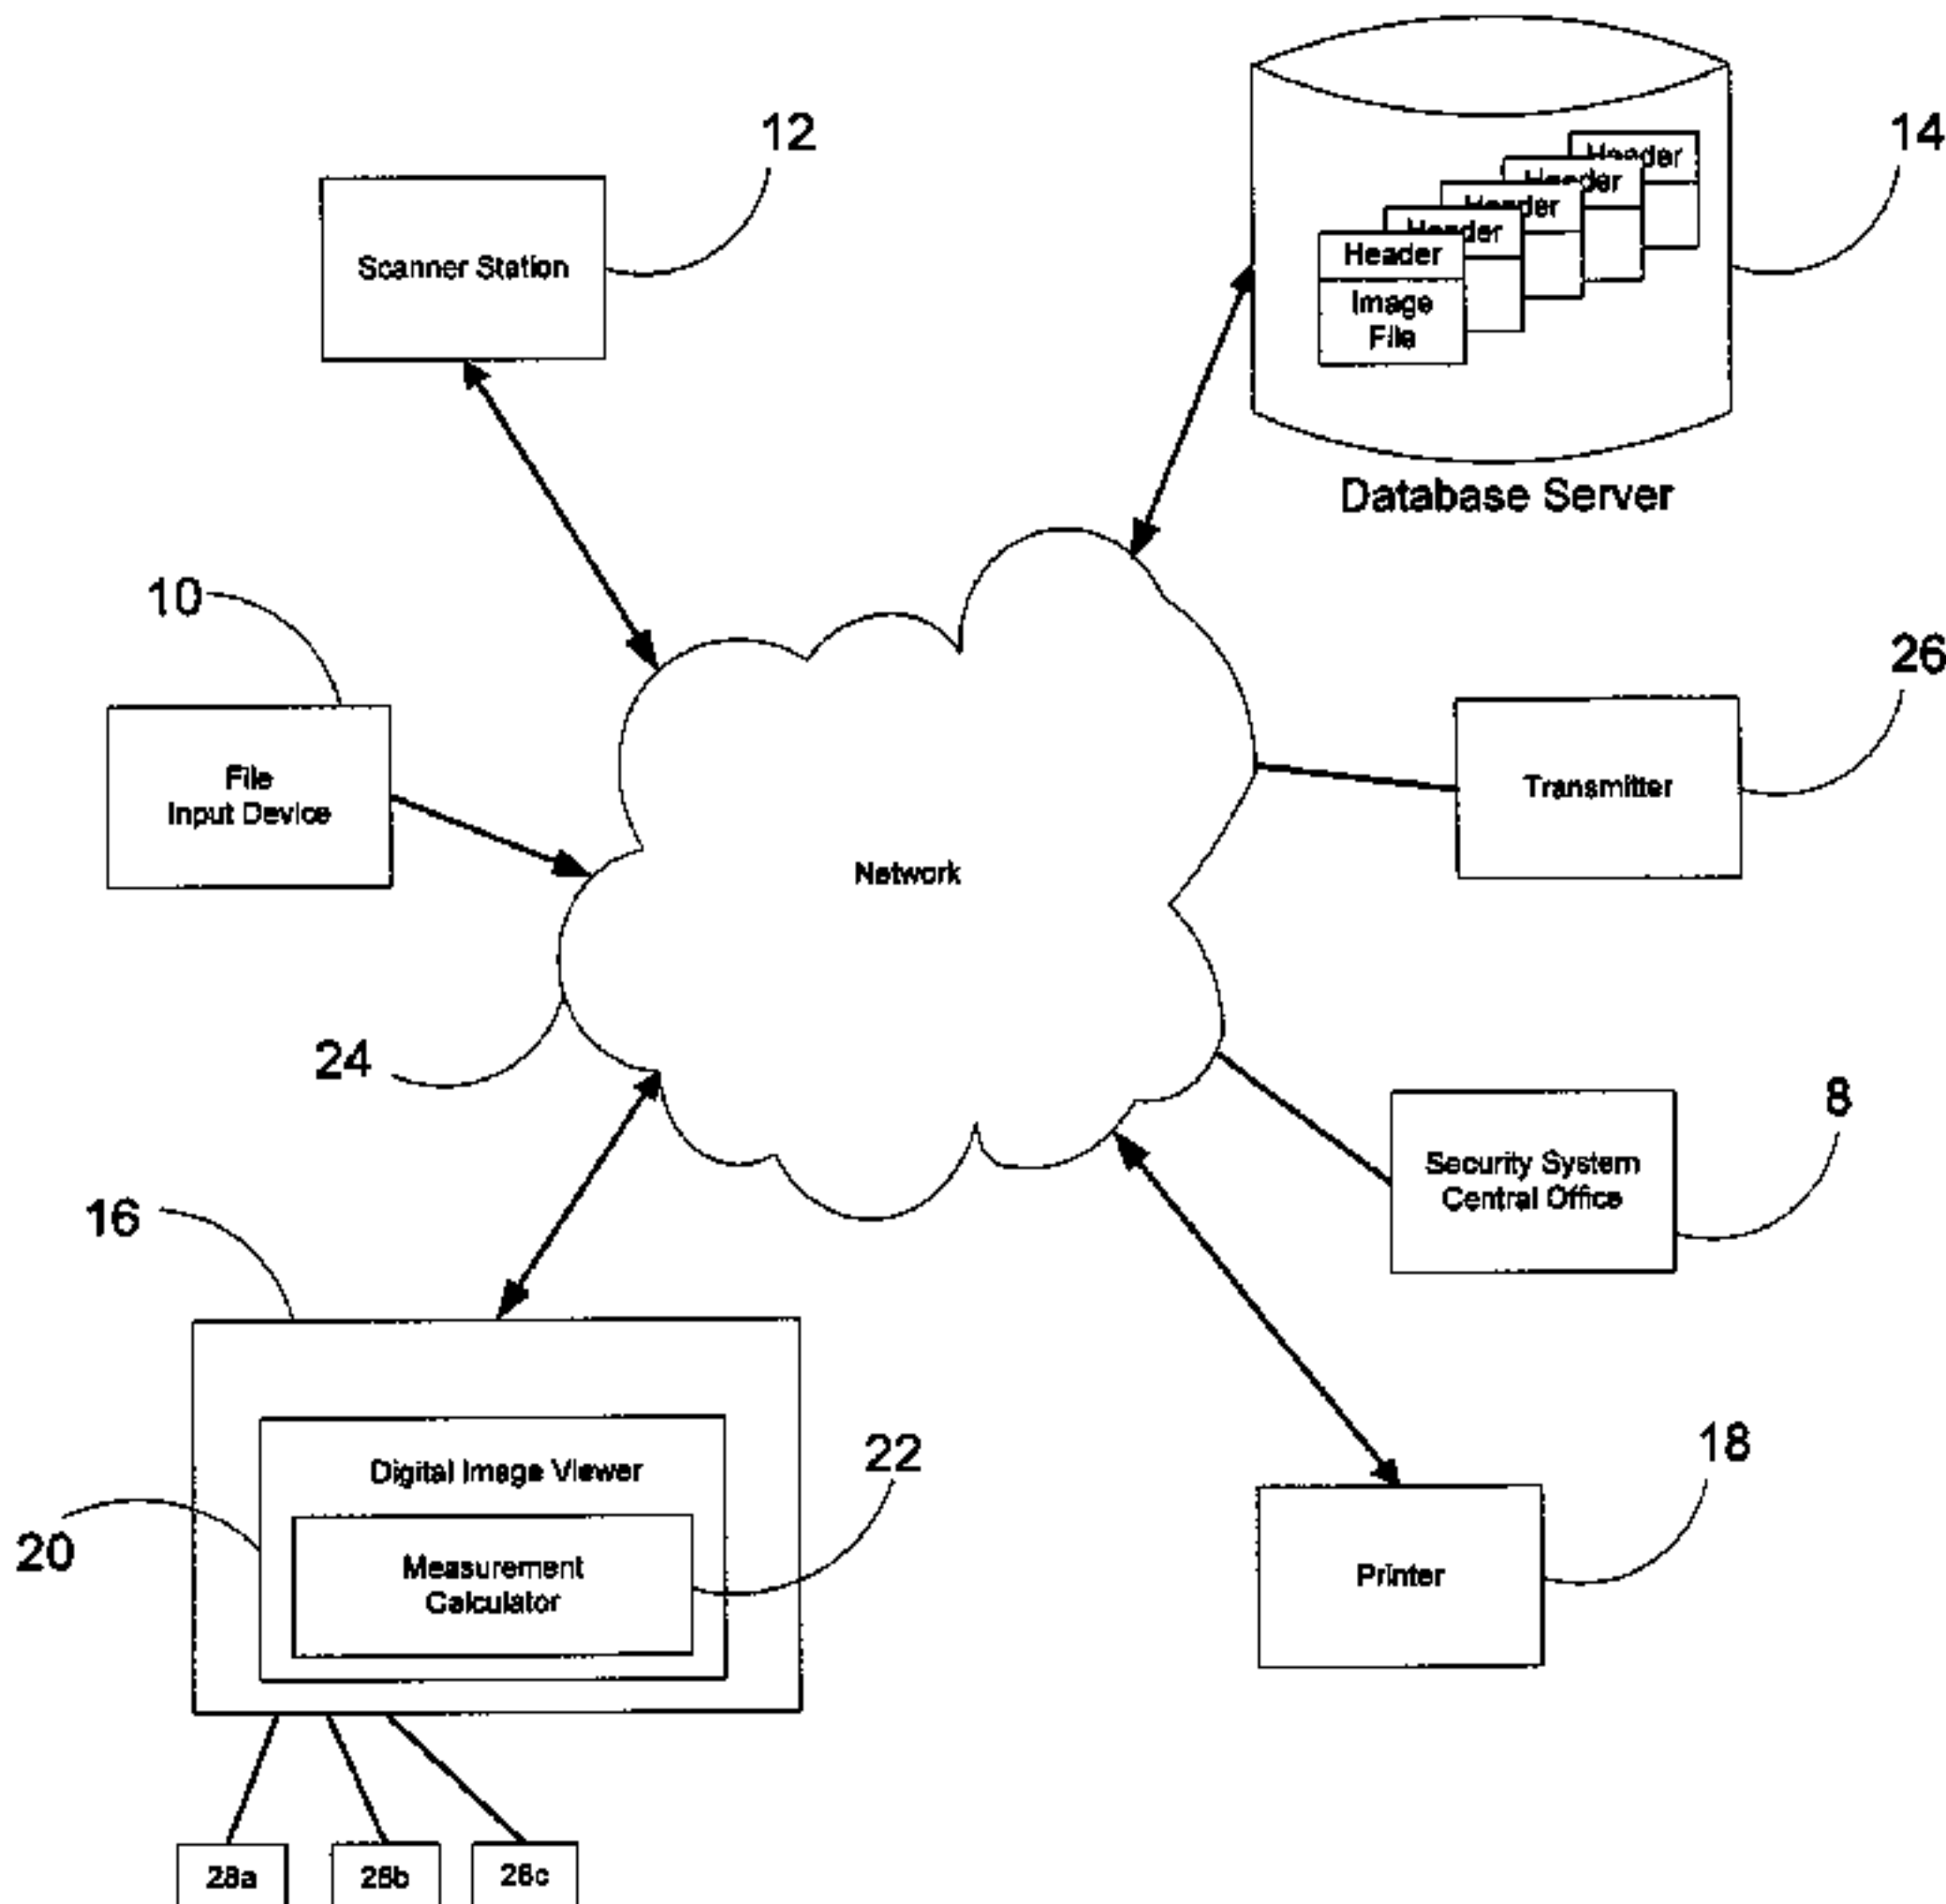 12
Scanner Station
14
Header
Header
Header
Header
Header
Image
File
Database Server
10
File
Input Device
26
Transmitter
Network
24
8
Security System
Central Office
16
Digital Image Viewer
22
20
Measurement
Calculator
18
Printer
28a
28b
28c